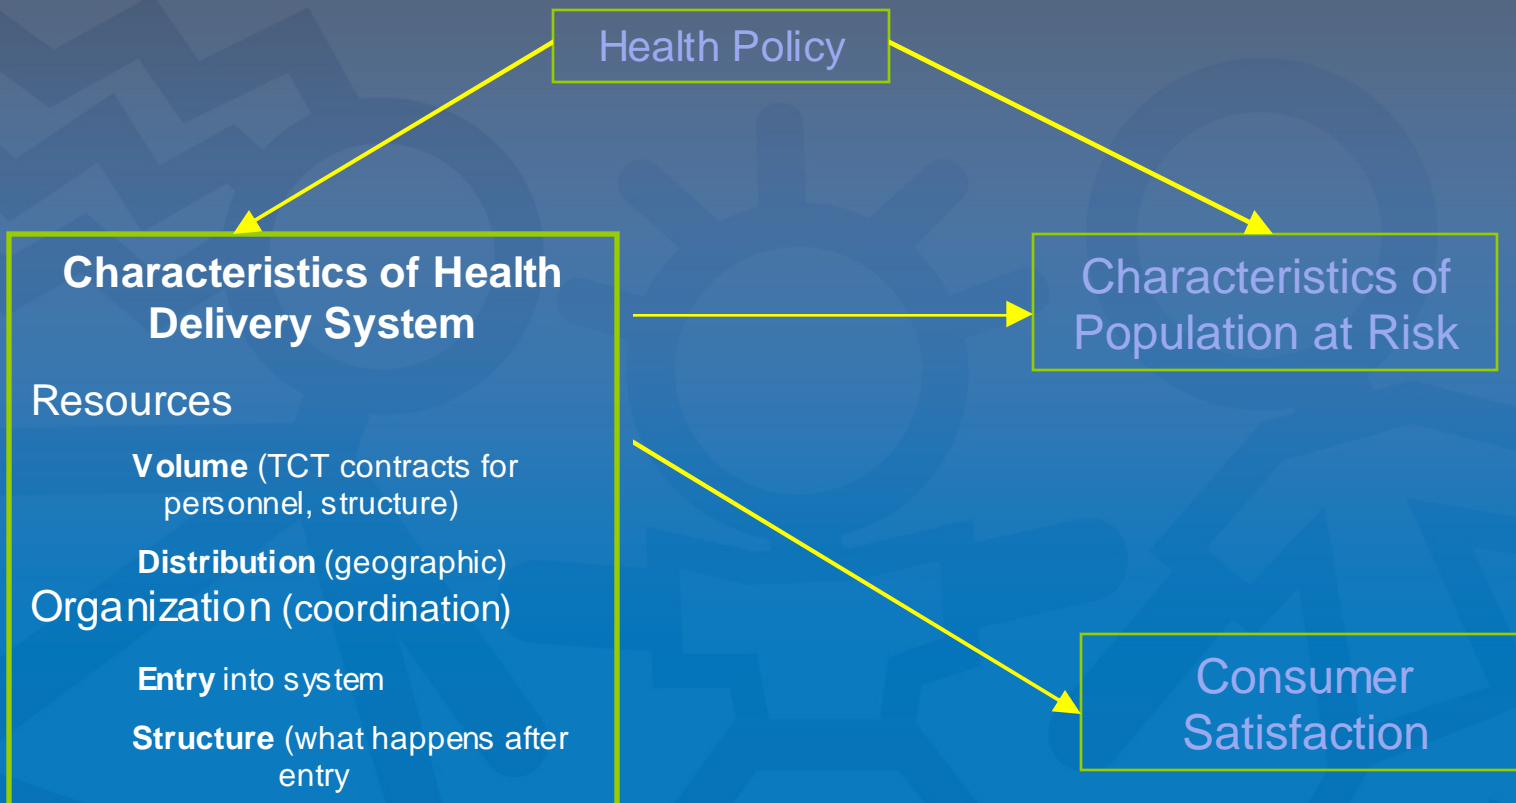 Health Policy
Characteristics of Health
Delivery System
Resources
Volume (TCT contracts for
personnel, structure)
Distribution (geographic)
Organization (coordination)
Entry into system
Structure (what happens after
entry
Characteristics of
Population at Risk
Consumer
Satisfaction